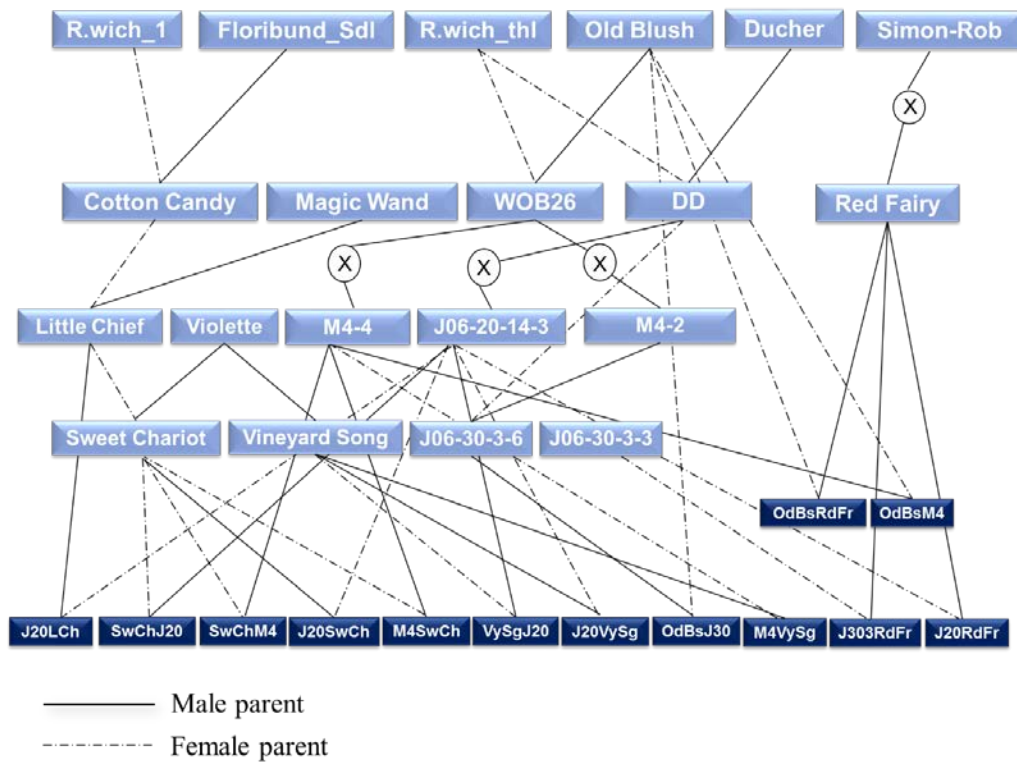 R.wich_1 Floribund_Sdl R.wich_thl Old Blush Ducher Simon-Rob
X
Cotton Candy Magic Wand WOB26 DD Red Fairy
X X X
Little Chief Violette M4-4 J06-20-14-3 M4-2
Sweet Chariot Vineyard Song J06-30-3-6 J06-30-3-3
OdBsRdFr OdBsM4
J20LCh SwChJ20 SwChM4 J20SwCh M4SwCh VySgJ20 J20VySg OdBsJ30 M4VySg J303RdFr J20RdFr
Male parent
Female parent